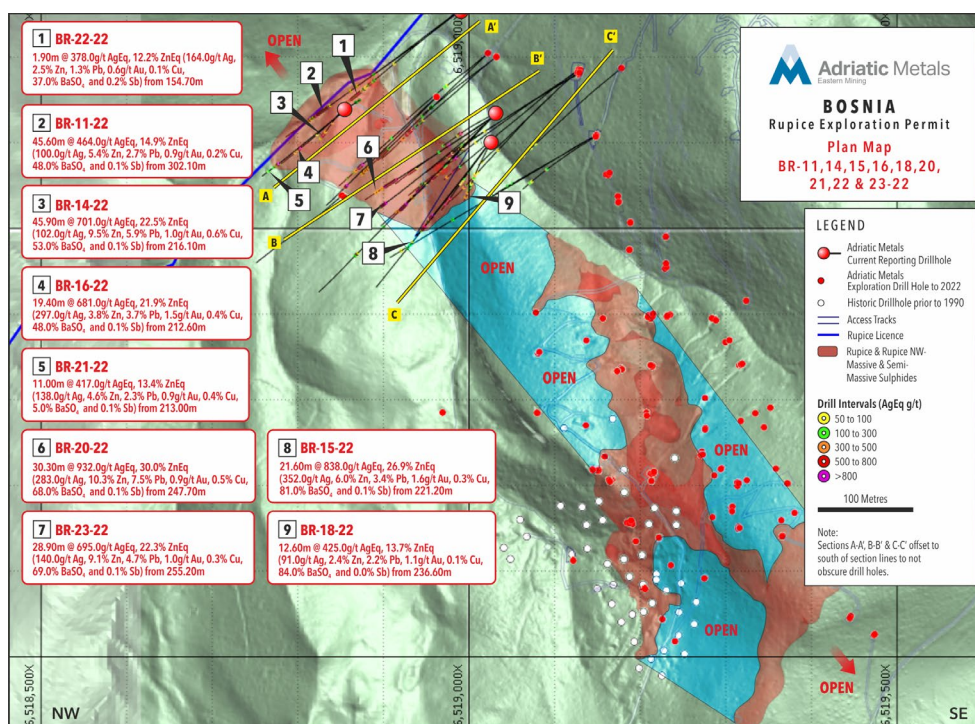 1 BR-22-22
1.90m @ 378.0g/t AgEq, 12.2% ZnEq (164.0g/t Ag,
2.5% Zn, 1.3% Pb, 0.6g/t Au, 0.1% Cu,
37.0% BaSO₄ and 0.2% Sb) from 154.70m
2 BR-11-22
45.60m @ 464.0g/t AgEq, 14.9% ZnEq
(100.0g/t Ag, 5.4% Zn, 2.7% Pb, 0.9g/t Au, 0.2% Cu,
48.0% BaSO₄ and 0.1% Sb) from 302.10m
3 BR-14-22
45.90m @ 701.0g/t AgEq, 22.5% ZnEq
(102.0g/t Ag, 9.5% Zn, 5.9% Pb, 1.0g/t Au, 0.6% Cu,
53.0% BaSO₄ and 0.1% Sb) from 216.10m
4 BR-16-22
19.40m @ 681.0g/t AgEq, 21.9% ZnEq
(297.0g/t Ag, 3.8% Zn, 3.7% Pb, 1.5g/t Au, 0.4% Cu,
48.0% BaSO₄ and 0.1% Sb) from 212.60m
5 BR-21-22
11.00m @ 417.0g/t AgEq, 13.4% ZnEq
(138.0g/t Ag, 4.6% Zn, 2.3% Pb, 0.9g/t Au, 0.4% Cu,
5.0% BaSO₄ and 0.1% Sb) from 213.00m
6 BR-20-22
30.30m @ 932.0g/t AgEq, 30.0% ZnEq
(283.0g/t Ag, 10.3% Zn, 7.5% Pb, 0.9g/t Au, 0.5% Cu,
68.0% BaSO₄ and 0.1% Sb) from 247.70m
7 BR-23-22
28.90m @ 695.0g/t AgEq, 22.3% ZnEq
(140.0g/t Ag, 9.1% Zn, 4.7% Pb, 1.0g/t Au, 0.3% Cu,
69.0% BaSO₄ and 0.1% Sb) from 255.20m
8 BR-15-22
21.60m @ 838.0g/t AgEq, 26.9% ZnEq
(352.0g/t Ag, 6.0% Zn, 3.4% Pb, 1.6g/t Au, 0.3% Cu,
81.0% BaSO₄ and 0.1% Sb) from 221.20m
9 BR-18-22
12.60m @ 425.0g/t AgEq, 13.7% ZnEq
(91.0g/t Ag, 2.4% Zn, 2.2% Pb, 1.1g/t Au, 0.1% Cu,
84.0% BaSO₄ and 0.0% Sb) from 236.60m
OPEN
A'
B'
C'
6,519,000X
1
2
3
4
5
6
7
8
9
A
B
C
OPEN
OPEN
OPEN
OPEN
OPEN
6,518,500X
6,519,000X
6,519,500X
NW
SE
Adriatic Metals
Eastern Mining
BOSNIA
Rupice Exploration Permit
Plan Map
BR-11,14,15,16,18,20,
21,22 & 23-22
LEGEND
Adriatic Metals
Current Reporting Drillhole
Adriatic Metals
Exploration Drill Hole to 2022
Historic Drillhole prior to 1990
Access Tracks
Rupice Licence
Rupice & Rupice NW-
Massive & Semi-
Massive Sulphides
Drill Intervals (AgEq g/t)
50 to 100
100 to 300
300 to 500
500 to 800
>800
100 Metres
Note:
Sections A-A', B-B' & C-C' offset to
south of section lines to not
obscure drill holes.